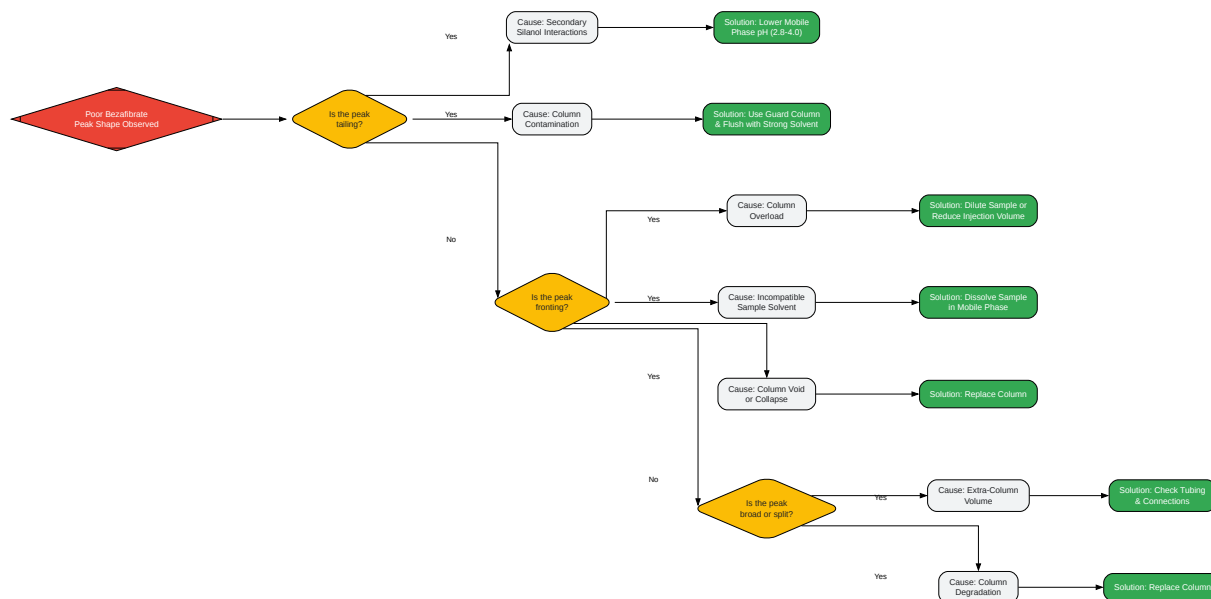 Cause: Secondary
Silanol Interactions
Solution: Lower Mobile
Phase pH (2.8-4.0)
Yes
Poor Bezafibrate
Peak Shape Observed
Is the peak
tailing?
Yes
Cause: Column
Contamination
Solution: Use Guard Column
& Flush with Strong Solvent
Cause: Column
Overload
Solution: Dilute Sample or
Reduce Injection Volume
Yes
No
Is the peak
fronting?
Yes
Cause: Incompatible
Sample Solvent
Solution: Dissolve Sample
in Mobile Phase
Yes
Cause: Column Void
or Collapse
Solution: Replace Column
No
Is the peak
broad or split?
Yes
Cause: Extra-Column
Volume
Solution: Check Tubing
& Connections
Yes
Cause: Column
Degradation
Solution: Replace Column